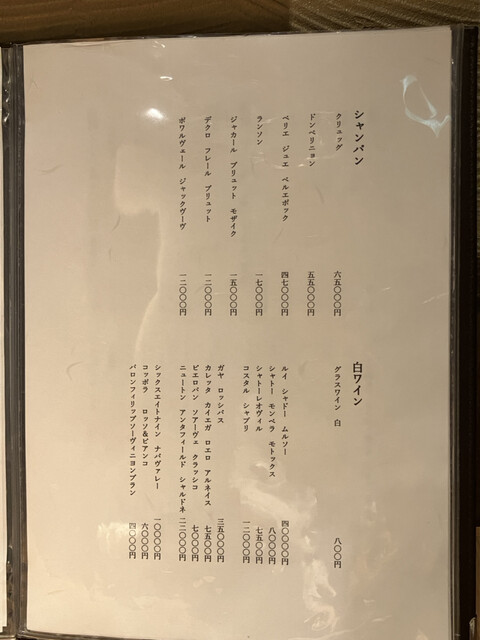 シャンパン
クリュッグ 六五〇〇〇円
ドンペリニョン 五五〇〇〇円
ペリエ ジュエ ベルエポック 四七〇〇〇円
ランソン 一七〇〇〇円
ジャカール ブリュット モザイク 一五〇〇〇円
デクロ フレール ブリュット 一二〇〇〇円
ボワルヴェール ジャックヴーヴ 一二〇〇〇円
白ワイン
グラスワイン 白 八〇〇円
ルイ ジャドー ムルソー 四〇〇〇〇円
シャトー モンペラ モトックス 八〇〇〇円
シャトーレオヴィル 七五〇〇円
コスタル シャブリ 一二〇〇〇円
ガヤ ロッシバス 三五〇〇〇円
カレッタ カイエガ ロエロ アルネイス 七五〇〇円
ピエロパン ソアーヴェ クラッシコ 七〇〇〇円
ニュートン アンタフィールド シャルドネ 二二〇〇〇円
シックスエイトナイン ナパヴァレー 一〇〇〇〇円
コッポラ ロッソ&ビアンコ 六〇〇〇円
バロンフィリップソーヴィニヨンブラン 四〇〇〇円